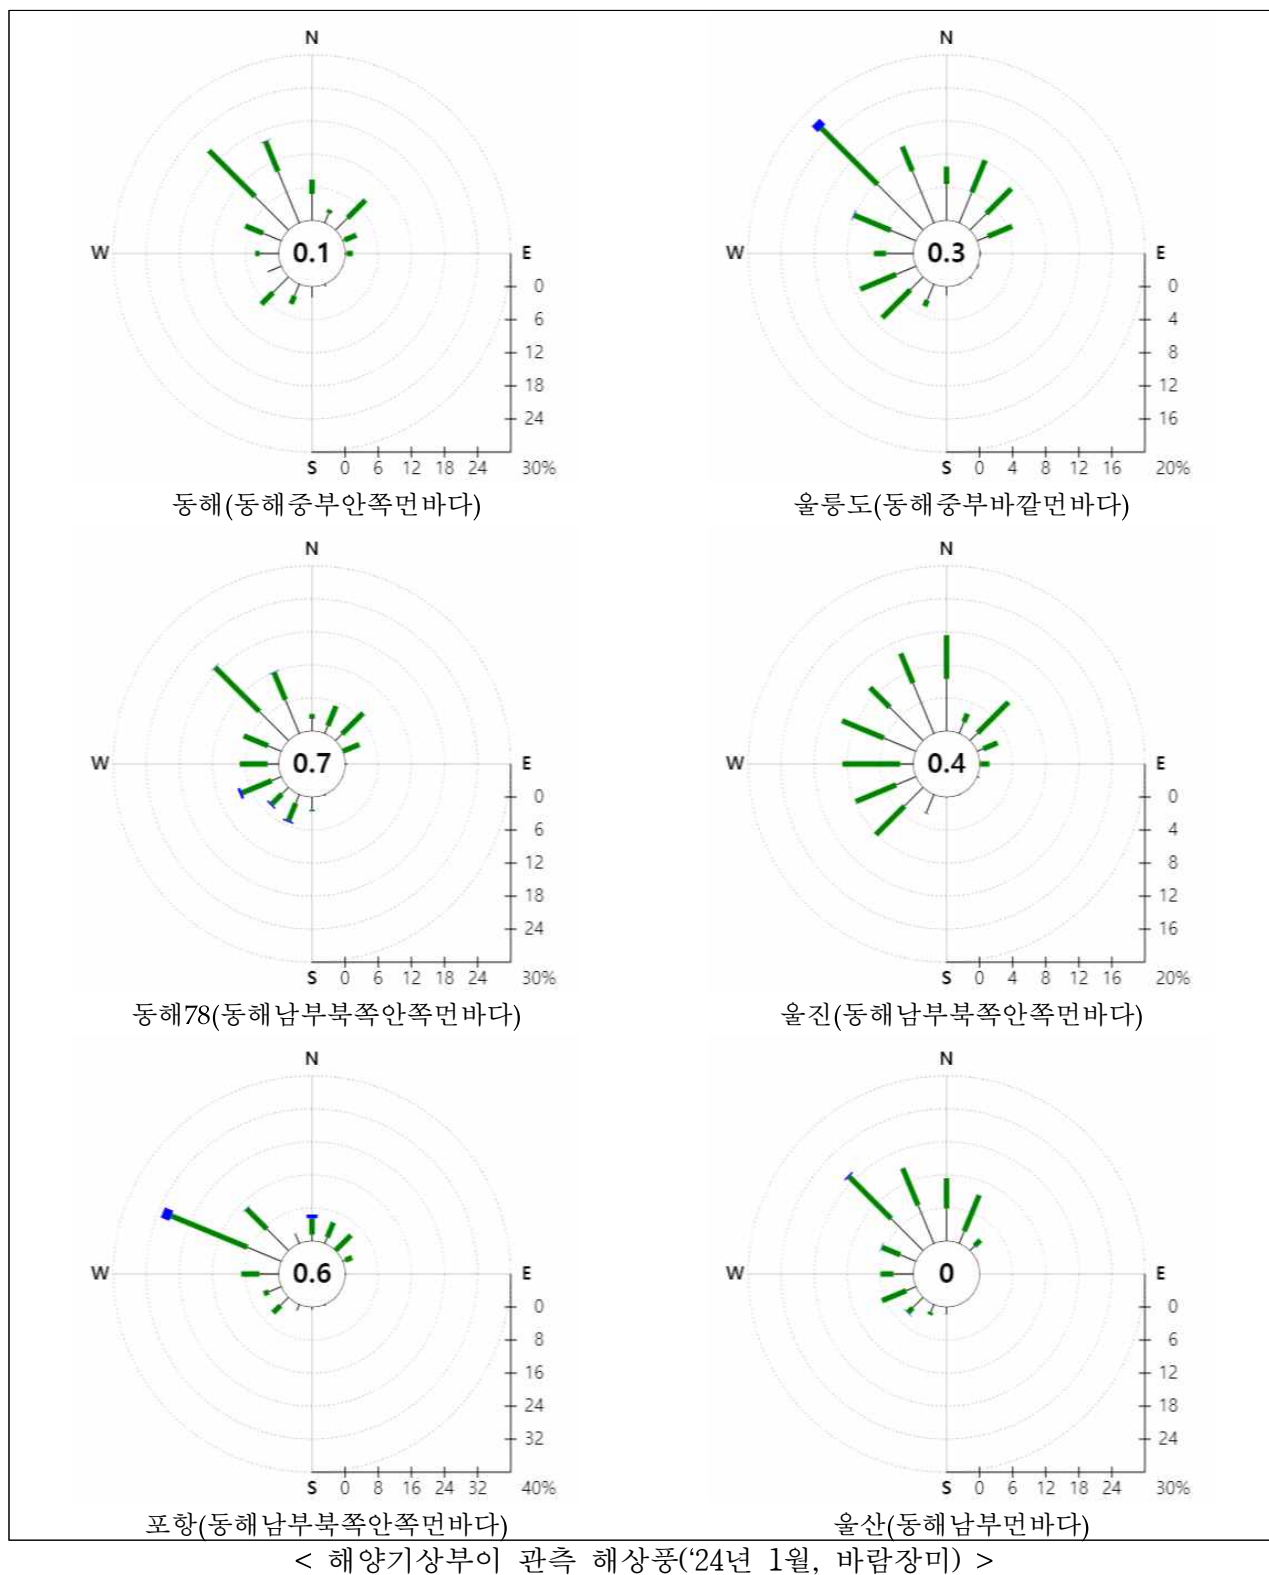 N
N
W
0.1
E
W
0.3
E
0
0
6
4
12
8
18
12
24
16
S 0 6 12 18 24 30%
S 0 4 8 12 16 20%
동해(동해중부안쪽먼바다)
울릉도(동해중부바깥먼바다)
N
N
W
0.7
E
W
0.4
E
0
0
6
4
12
8
18
12
24
16
S 0 6 12 18 24 30%
S 0 4 8 12 16 20%
동해78(동해남부북쪽안쪽먼바다)
울진(동해남부북쪽안쪽먼바다)
N
N
W
0.6
E
W
0
E
0
0
8
6
16
12
24
18
32
24
S 0 8 16 24 32 40%
S 0 6 12 18 24 30%
포항(동해남부북쪽안쪽먼바다)
울산(동해남부먼바다)
< 해양기상부이 관측 해상풍(‘24년 1월, 바람장미) >